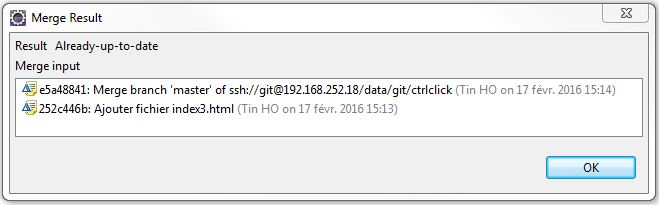 Merge Result
Result Already-up-to-date
Merge input
e5a48841: Merge branch 'master' of ssh://git@192.168.252.18/data/git/ctrlclick (Tin HO on 17 févr. 2016 15:14)
252c446b: Ajouter fichier index3.html (Tin HO on 17 févr. 2016 15:13)
OK